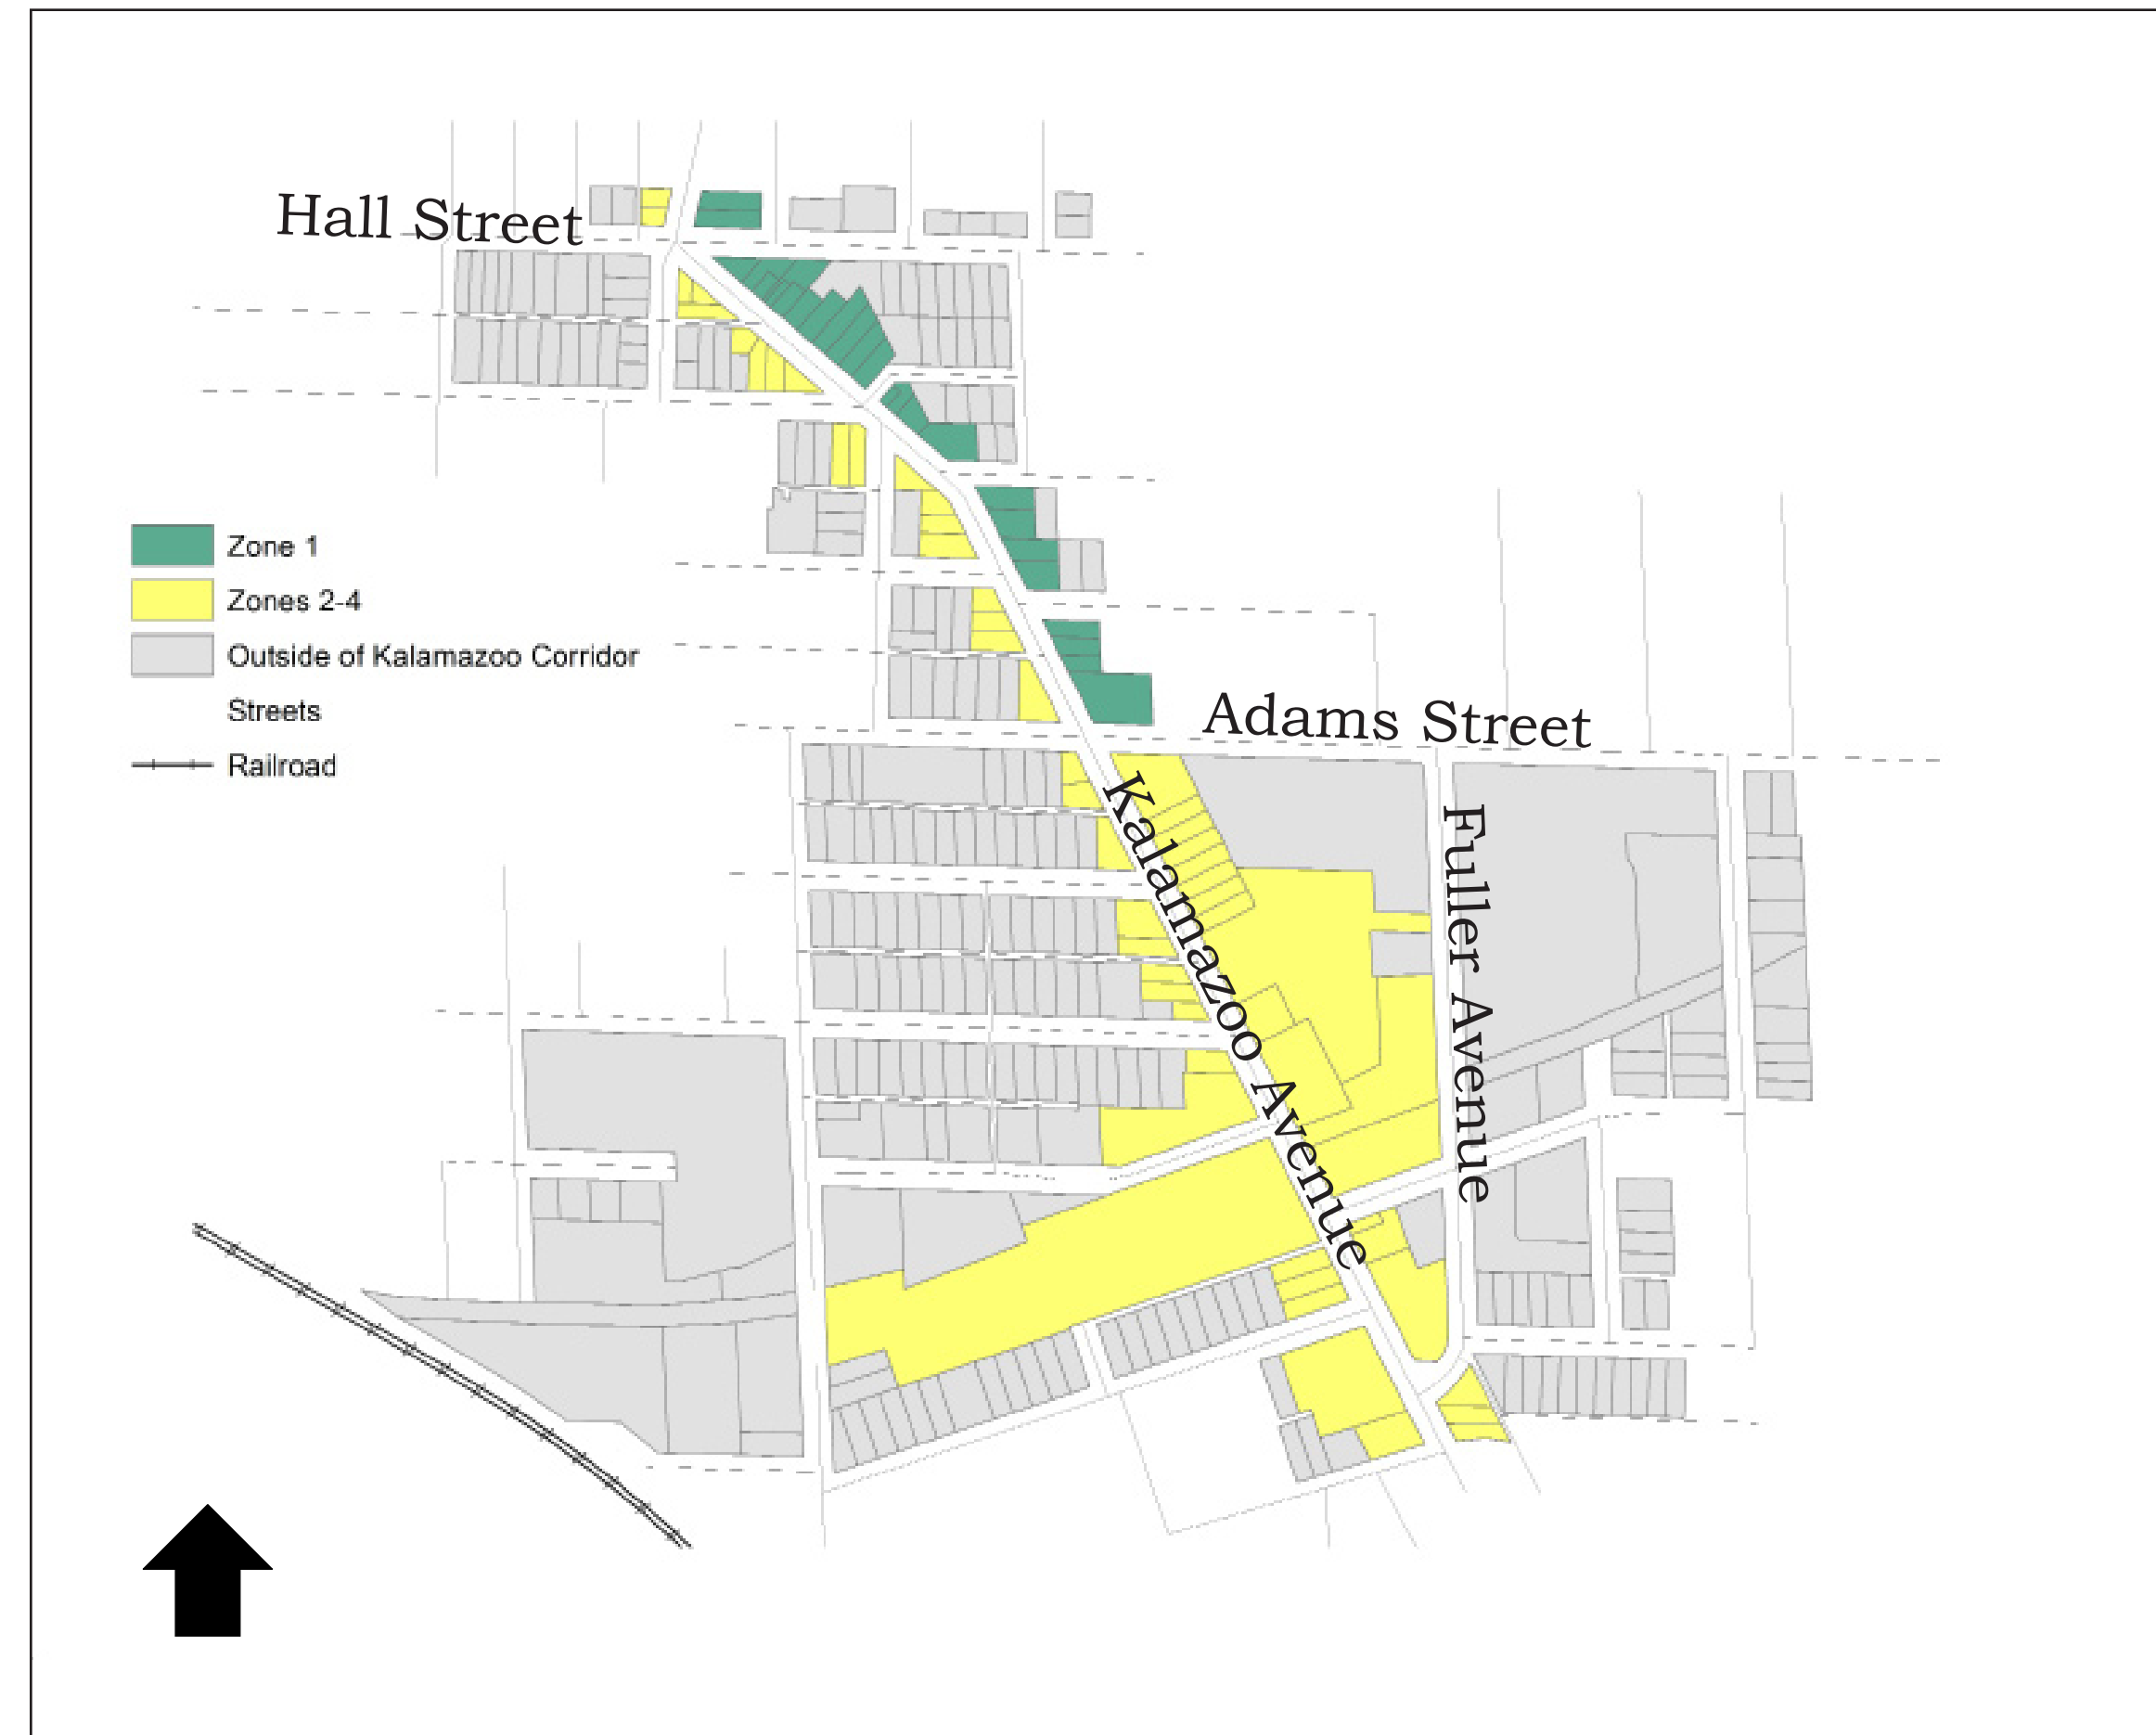 Hall Street
Zone 1
Zones 2-4
Outside of Kalamazoo Corridor
Streets
Railroad
Adams Street
Kalamazoo Avenue
Fuller Avenue